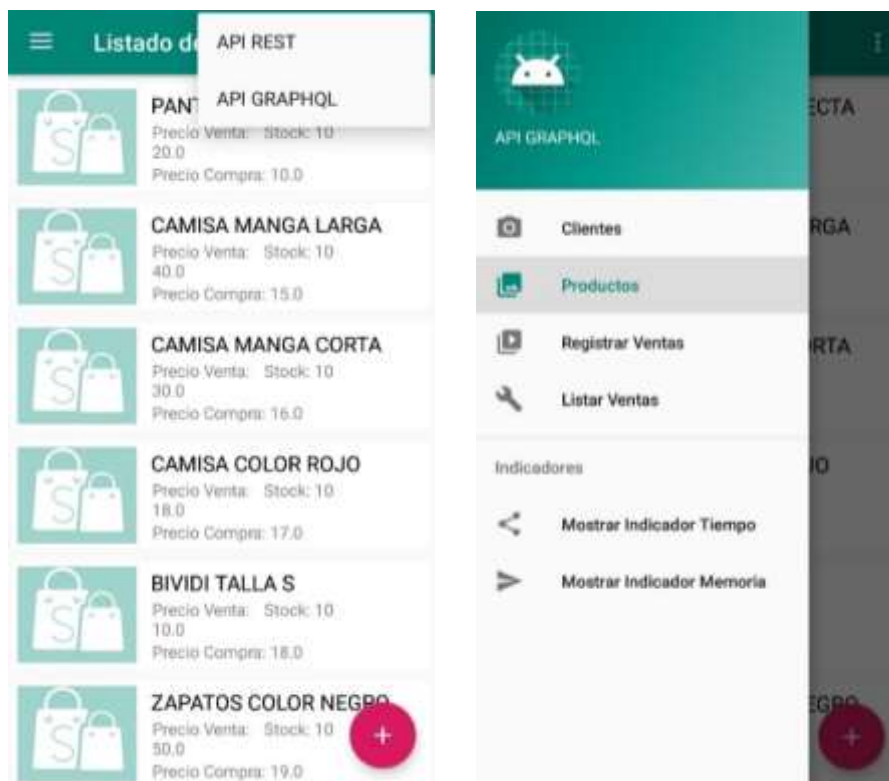 Listado de
API REST
API GRAPHQL
PANT
Precio Venta: Stock: 10
20.0
Precio Compra: 10.0
CAMISA MANGA LARGA
Precio Venta: Stock: 10
40.0
Precio Compra: 15.0
CAMISA MANGA CORTA
Precio Venta: Stock: 10
30.0
Precio Compra: 16.0
CAMISA COLOR ROJO
Precio Venta: Stock: 10
18.0
Precio Compra: 17.0
BIVIDI TALLA S
Precio Venta: Stock: 10
10.0
Precio Compra: 18.0
ZAPATOS COLOR NEGRO
Precio Venta: Stock: 10
50.0
Precio Compra: 19.0
API GRAPHQL
Clientes
Productos
Registrar Ventas
Listar Ventas
Indicadores
Mostrar Indicador Tiempo
Mostrar Indicador Memoria
ECTA
RGA
RTA
JO
EGRO